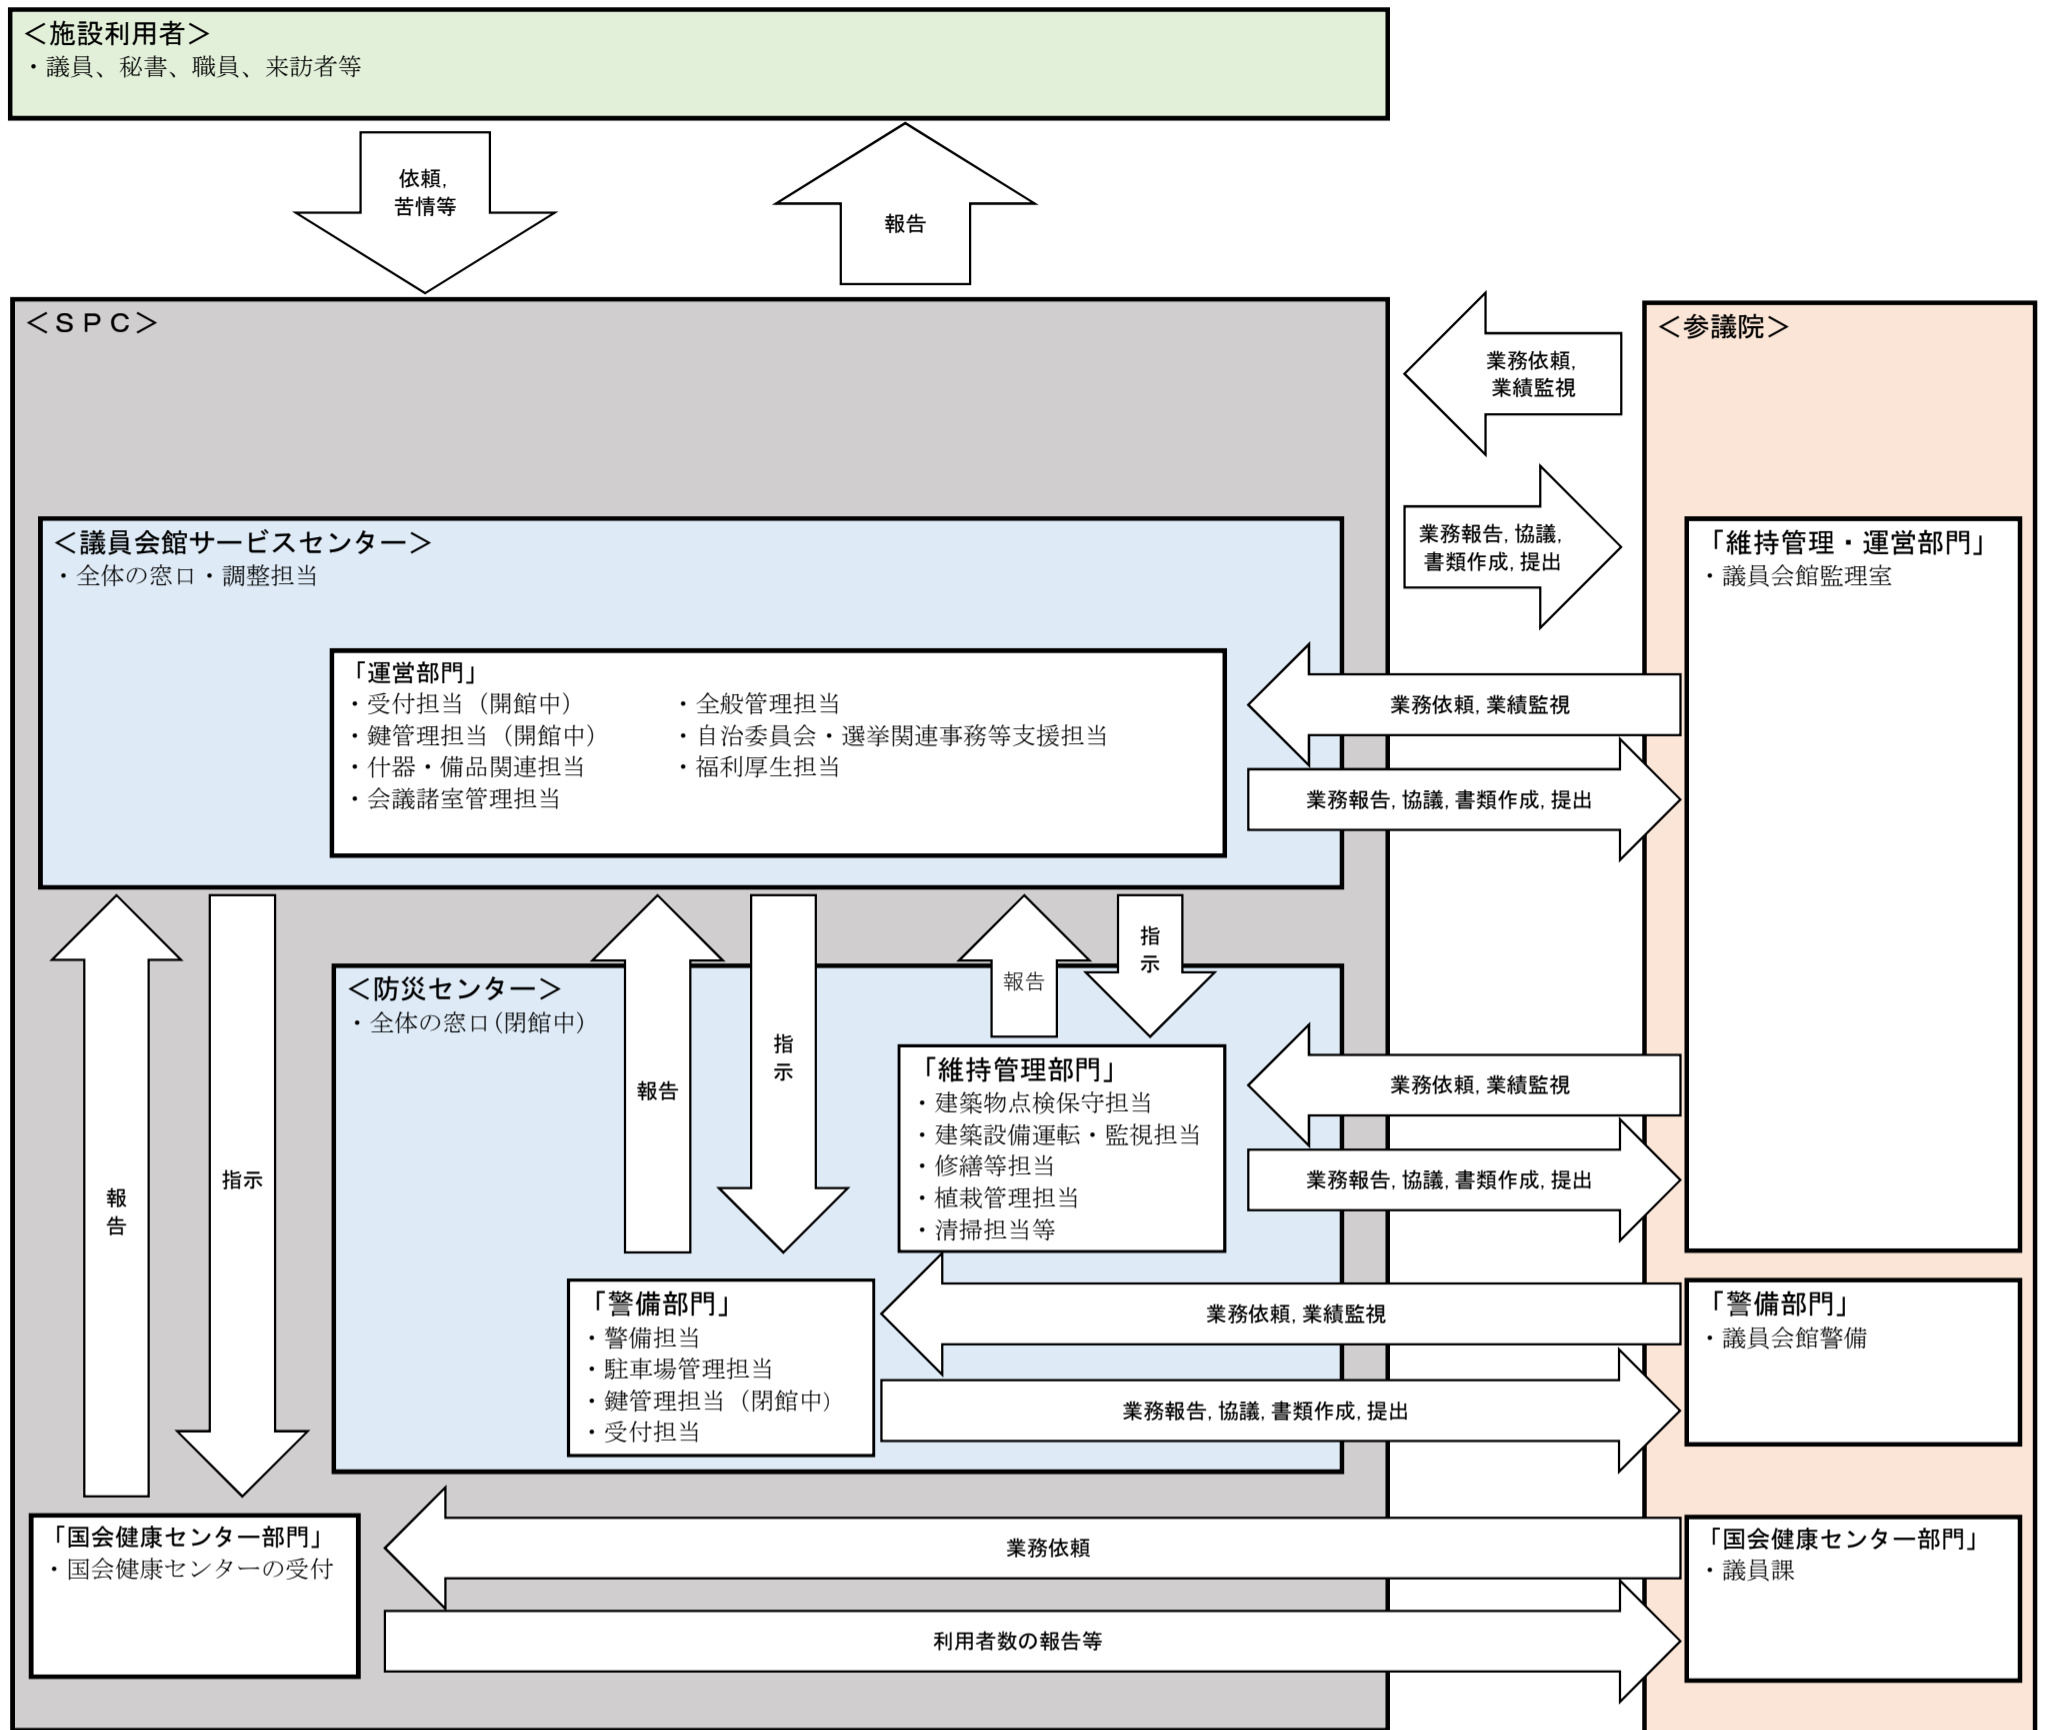 ＜施設利用者＞
・議員、秘書、職員、来訪者等
依頼,
苦情等
報告
＜ＳＰＣ＞
＜参議院＞
業務依頼,
業績監視
業務報告, 協議,
書類作成, 提出
＜議員会館サービスセンター＞
・全体の窓口・調整担当
「維持管理・運営部門」
・議員会館監理室
「運営部門」
・受付担当（開館中）
・鍵管理担当（開館中）
・什器・備品関連担当
・会議諸室管理担当
・全般管理担当
・自治委員会・選挙関連事務等支援担当
・福利厚生担当
業務依頼, 業績監視
業務報告, 協議, 書類作成, 提出
報
告
指示
報告
指
示
報告
指
示
＜防災センター＞
・全体の窓口(閉館中)
「維持管理部門」
・建築物点検保守担当
・建築設備運転・監視担当
・修繕等担当
・植栽管理担当
・清掃担当等
業務依頼, 業績監視
業務報告, 協議, 書類作成, 提出
「警備部門」
・警備担当
・駐車場管理担当
・鍵管理担当（閉館中）
・受付担当
業務依頼, 業績監視
業務報告, 協議, 書類作成, 提出
「警備部門」
・議員会館警備
「国会健康センター部門」
・国会健康センターの受付
業務依頼
利用者数の報告等
「国会健康センター部門」
・議員課